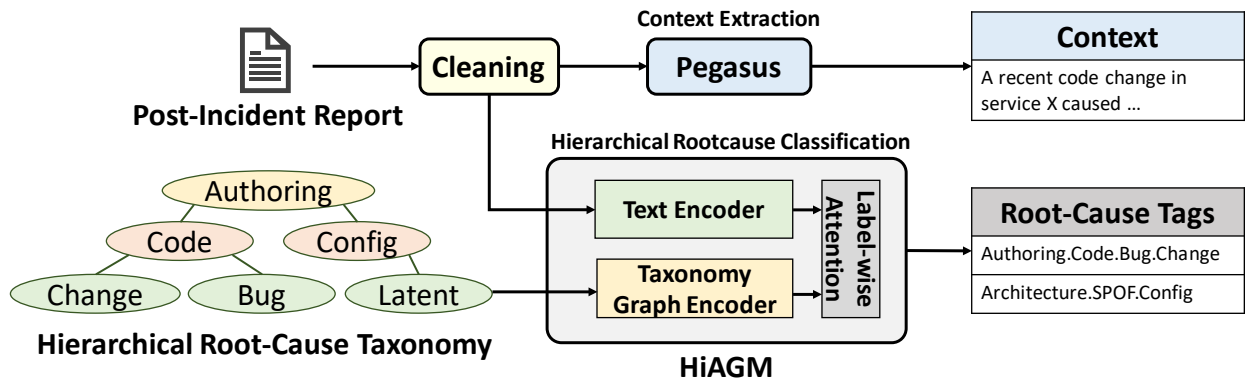 Context Extraction
Cleaning
Pegasus
Post-Incident Report
Context
A recent code change in
service X caused ...
Hierarchical Rootcause Classification
Authoring
Code
Config
Change
Bug
Latent
Hierarchical Root-Cause Taxonomy
Text Encoder
Taxonomy
Graph Encoder
Label-wise
Attention
HiAGM
Root-Cause Tags
Authoring.Code.Bug.Change
Architecture.SPOF.Config